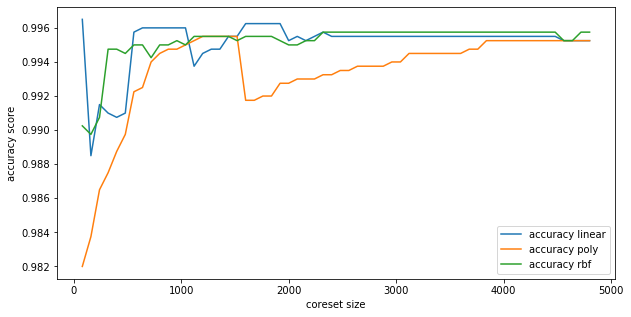 0.996
0.994
0.992
0.990
0.988
0.986
0.984
0.982
accuracy score
0 1000 2000 3000 4000 5000
coreset size
accuracy linear
accuracy poly
accuracy rbf